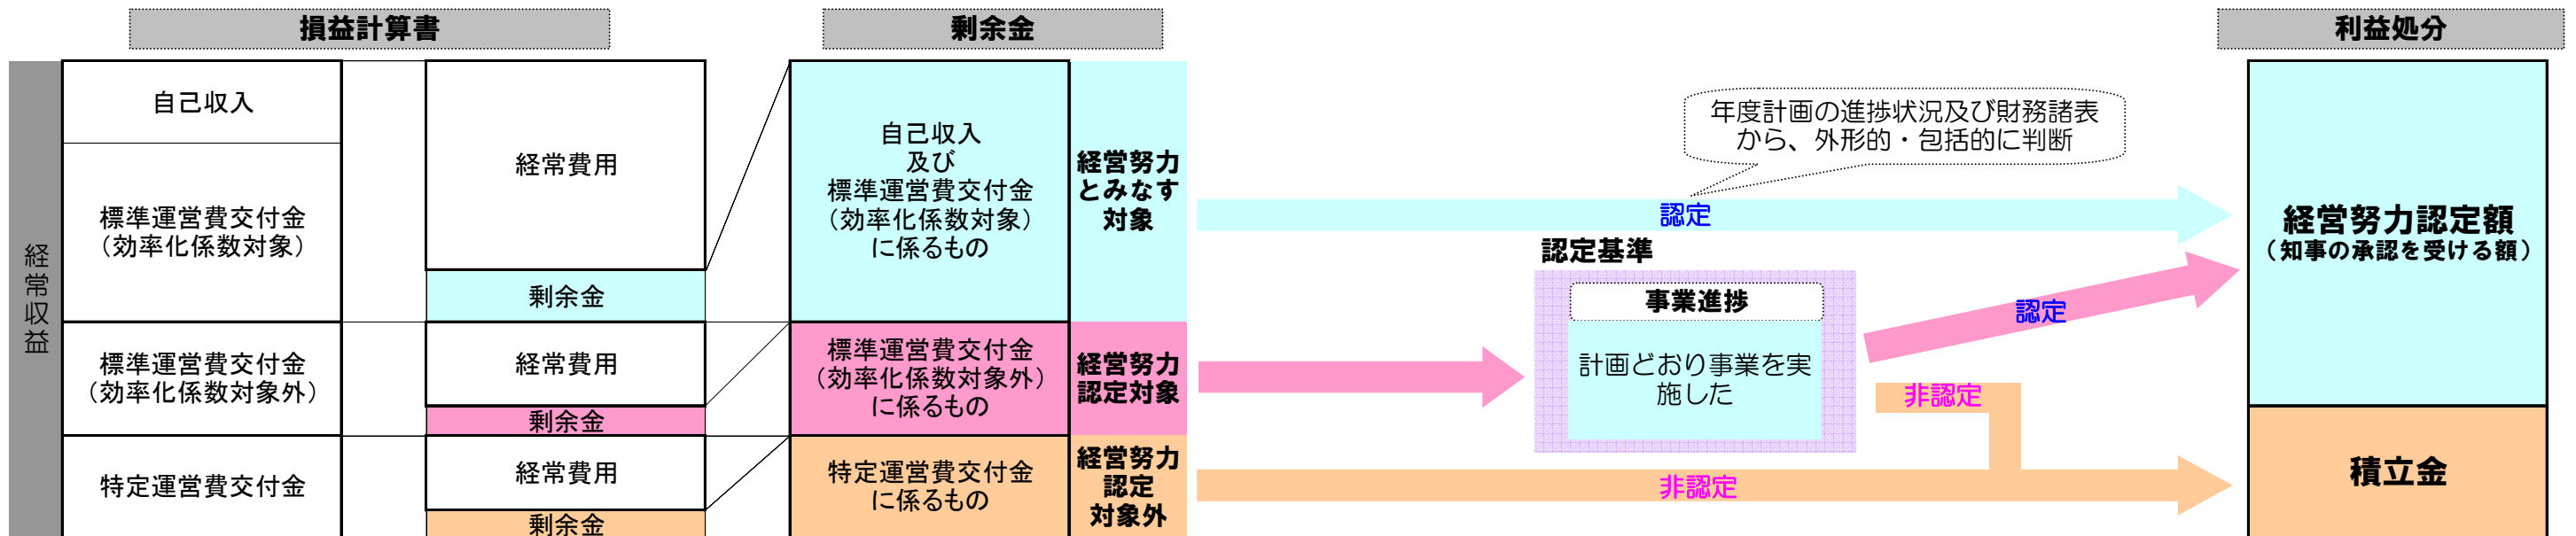 損益計算書
剰余金
利益処分
経常収益
自己収入
標準運営費交付金
（効率化係数対象）
標準運営費交付金
（効率化係数対象外）
特定運営費交付金
経常費用
剰余金
経常費用
剰余金
経常費用
剰余金
自己収入
及び
標準運営費交付金
（効率化係数対象）
に係るもの
標準運営費交付金
（効率化係数対象外）
に係るもの
特定運営費交付金
に係るもの
経営努力
とみなす
対象
経営努力
認定対象
経営努力
認定
対象外
年度計画の進捗状況及び財務諸表
から、外形的・包括的に判断
認定
認定基準
事業進捗
計画どおり事業を実
施した
認定
非認定
非認定
経営努力認定額
（知事の承認を受ける額）
積立金